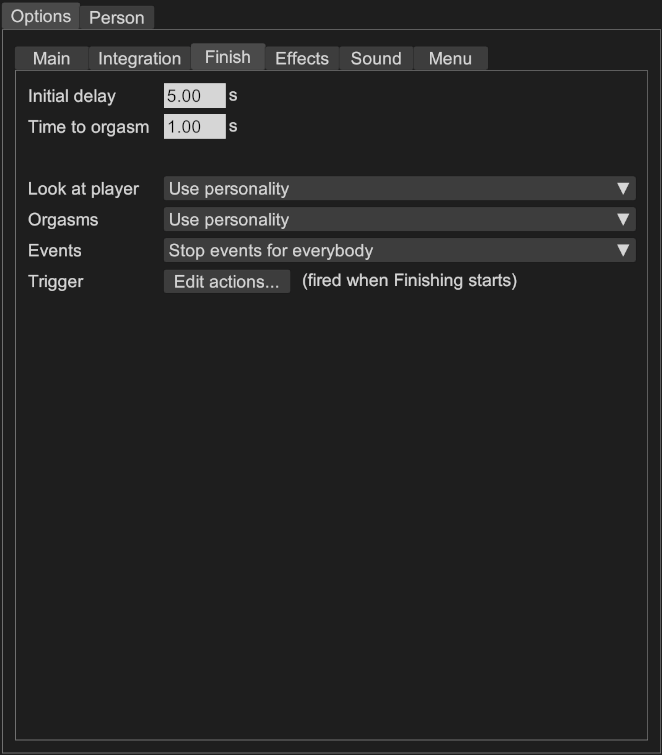 Options Person
Main Integration Finish Effects Sound Menu
Initial delay 5.00 s
Time to orgasm 1.00 s
Look at player Use personality ▼
Orgasms Use personality ▼
Events Stop events for everybody ▼
Trigger Edit actions... (fired when Finishing starts)